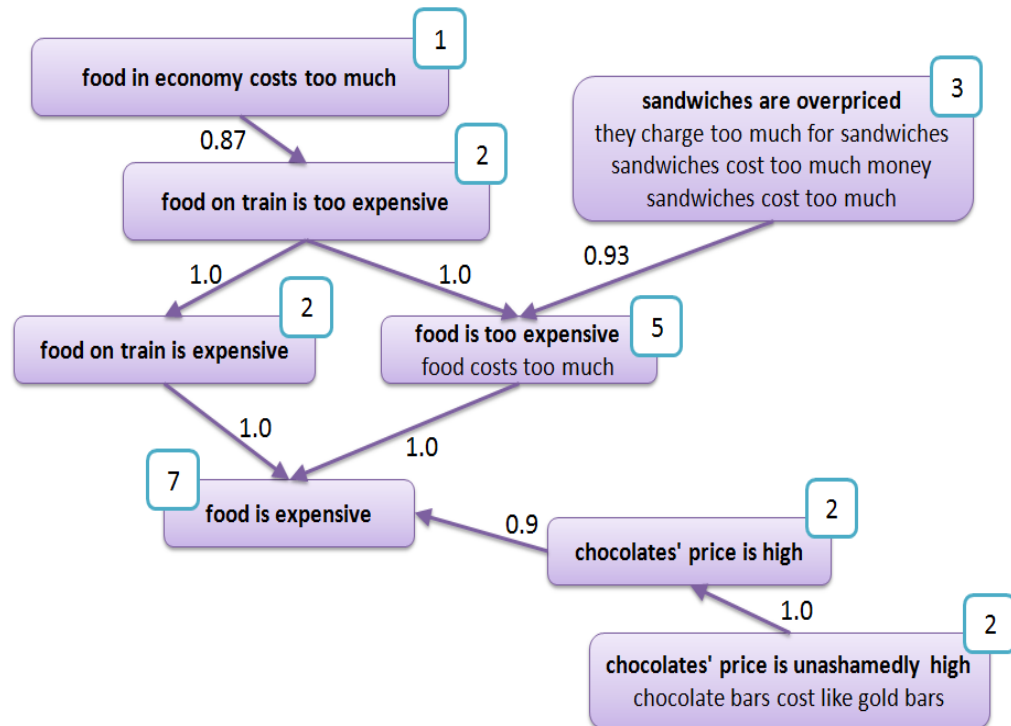 1
food in economy costs too much
3
sandwiches are overpriced
they charge too much for sandwiches
sandwiches cost too much money
sandwiches cost too much
0.87
2
food on train is too expensive
1.0
1.0
0.93
2
food on train is expensive
5
food is too expensive
food costs too much
1.0
1.0
7
food is expensive
0.9
2
chocolates' price is high
1.0
2
chocolates' price is unashamedly high
chocolate bars cost like gold bars